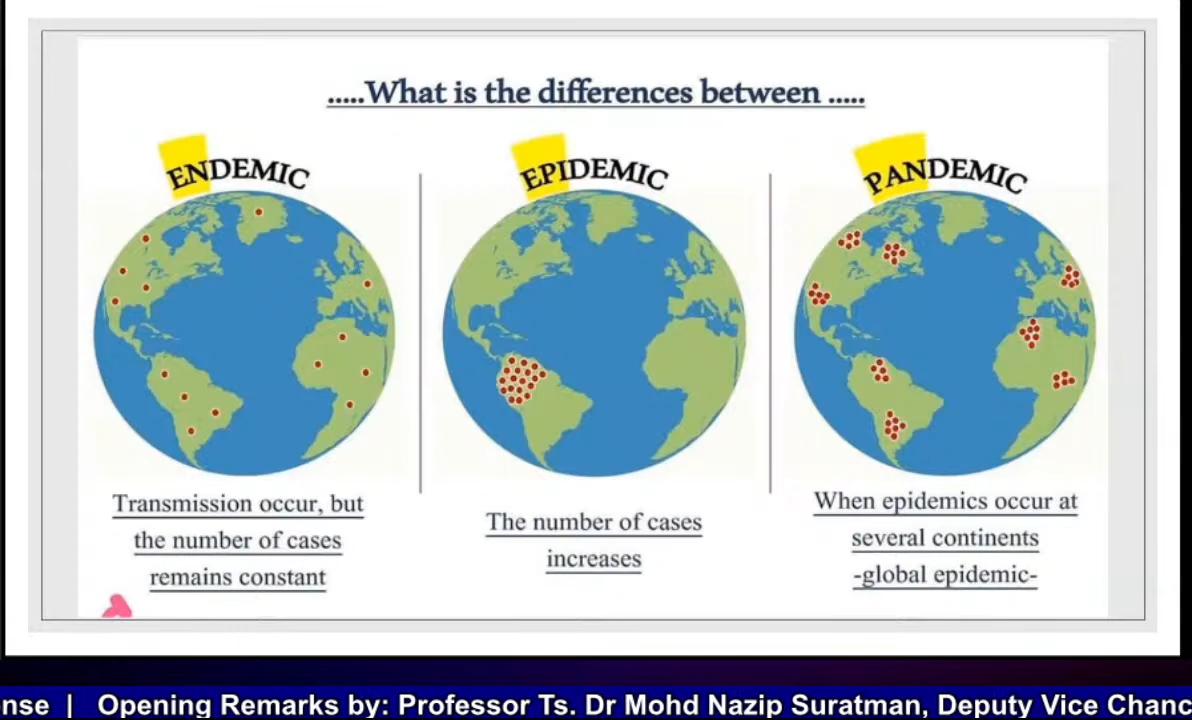 .....What is the differences between .....
ENDEMIC
EPIDEMIC
PANDEMIC
Transmission occur, but
the number of cases
remains constant
The number of cases
increases
When epidemics occur at
several continents
-global epidemic-
nse | Opening Remarks by: Professor Ts. Dr Mohd Nazip Suratman, Deputy Vice Chanc